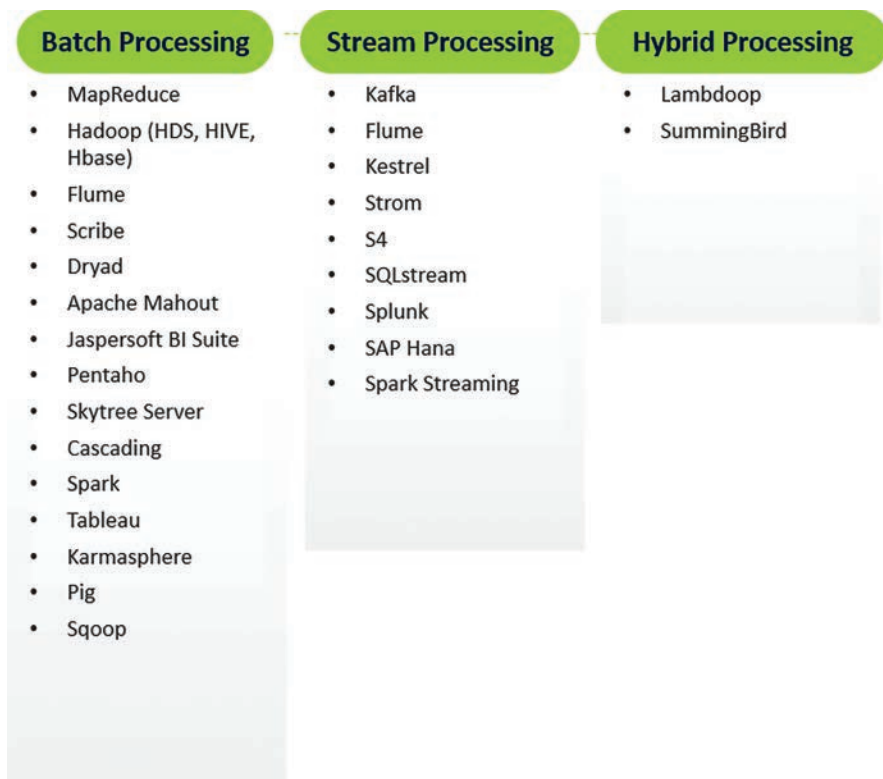 Batch Processing
• MapReduce
• Hadoop (HDS, HIVE,
Hbase)
• Flume
• Scribe
• Dryad
• Apache Mahout
• Jaspersoft BI Suite
• Pentaho
• Skytree Server
• Cascading
• Spark
• Tableau
• Karmasphere
• Pig
• Sqoop
Stream Processing
• Kafka
• Flume
• Kestrel
• Strom
• S4
• SQLstream
• Splunk
• SAP Hana
• Spark Streaming
Hybrid Processing
• Lambdoop
• SummingBird